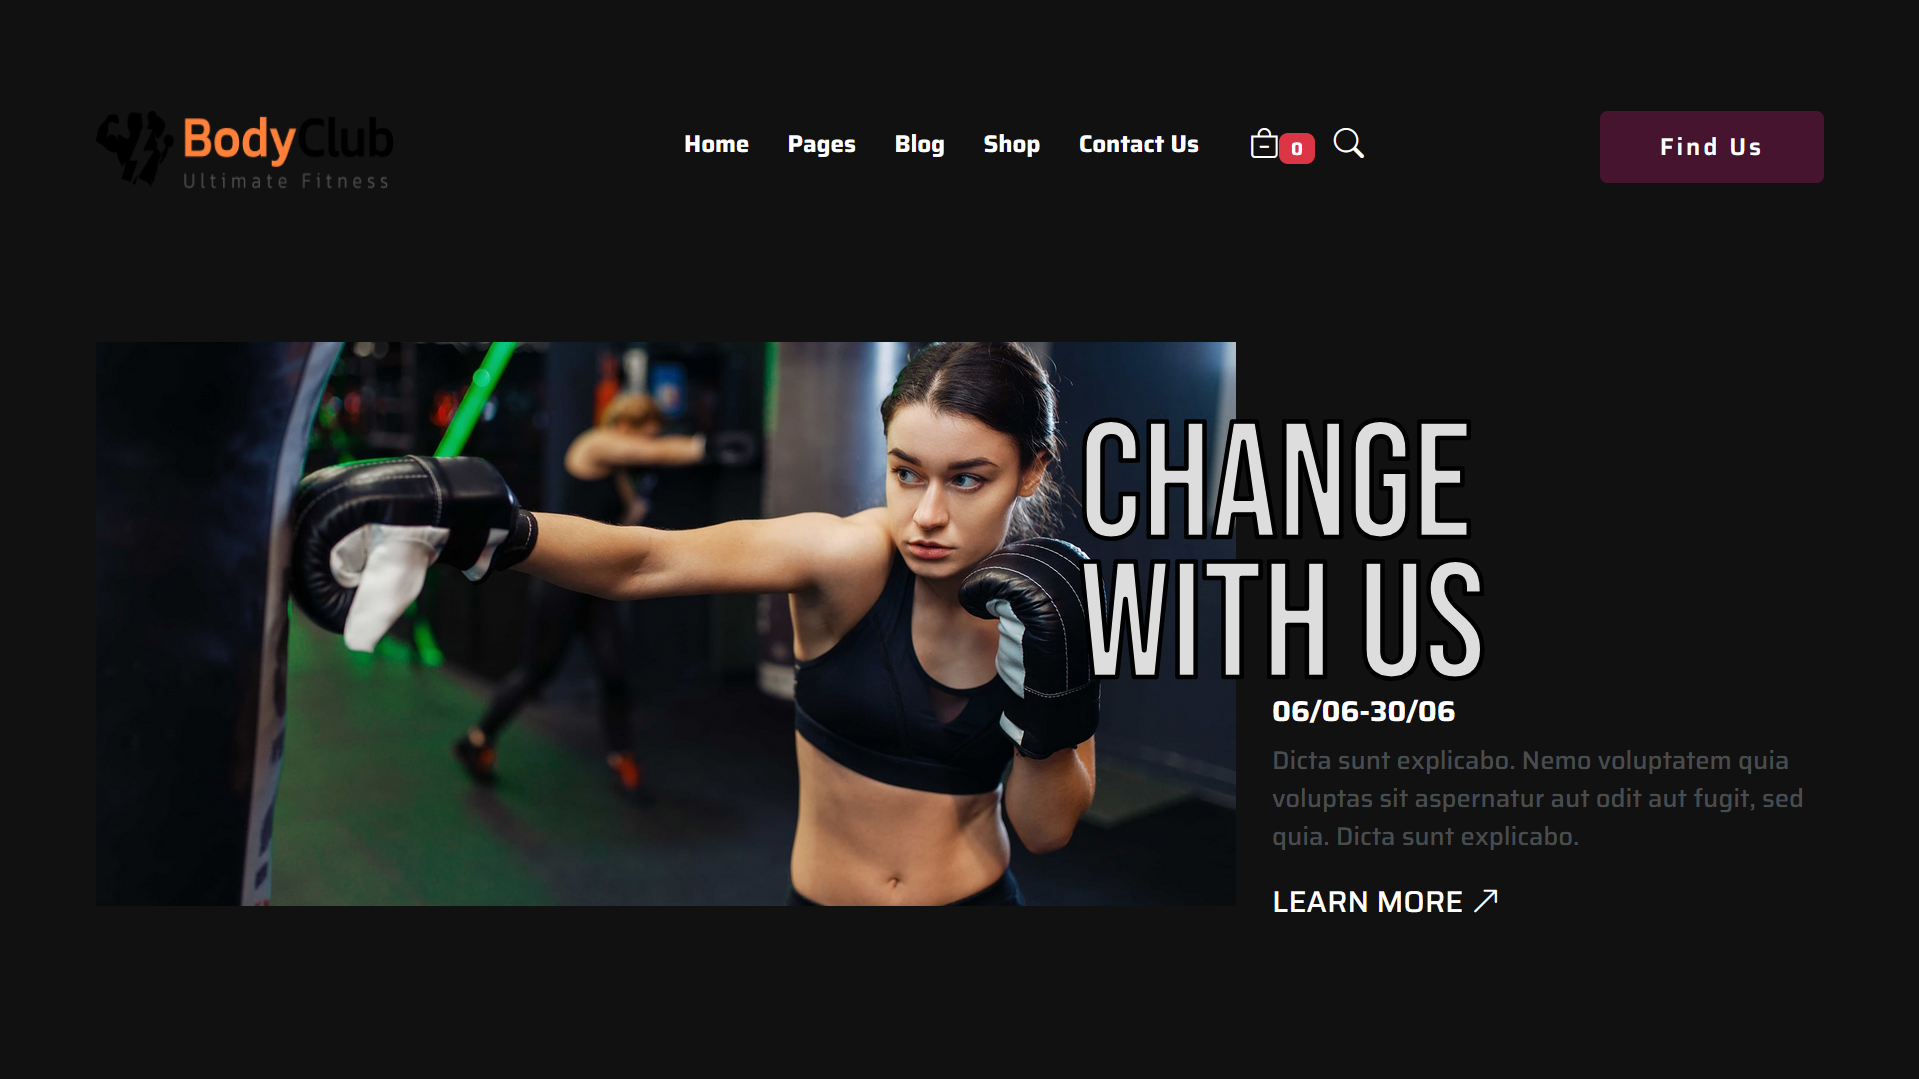 BodyClub
Ultimate Fitness
Home
Pages
Blog
Shop
Contact Us
0
Find Us
CHANGE
WITH US
06/06-30/06
Dicta sunt explicabo. Nemo voluptatem quia
voluptas sit aspernatur aut odit aut fugit, sed
quia. Dicta sunt explicabo.
LEARN MORE